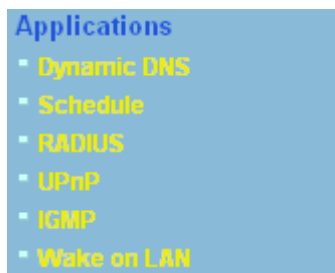 Applications
Dynamic DNS
Schedule
RADIUS
UPnP
IGMP
Wake on LAN